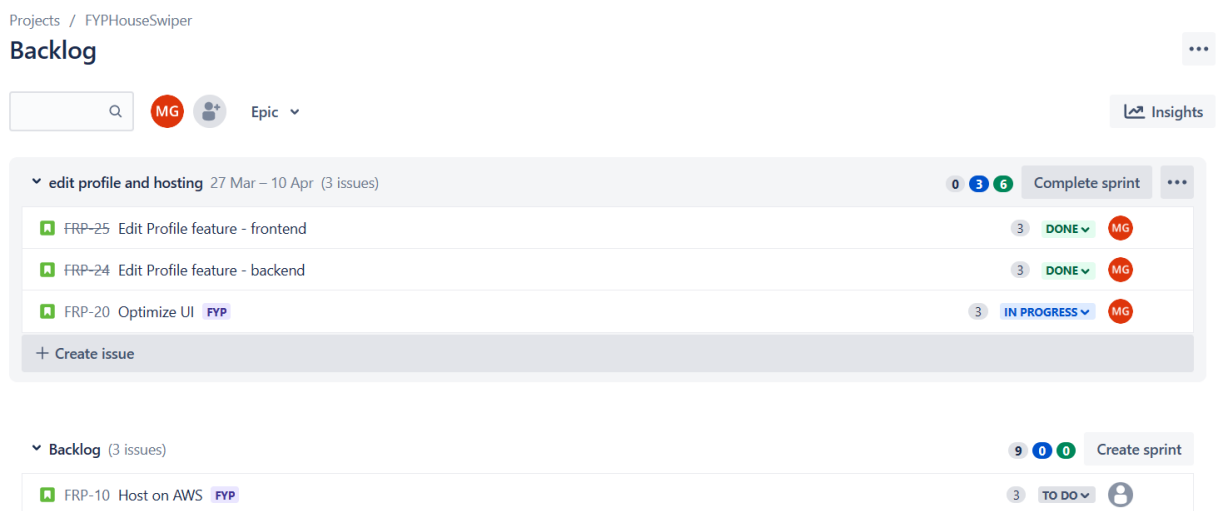 Projects / FYPHouseSwiper
Backlog
MG Epic
Insights
edit profile and hosting 27 Mar – 10 Apr (3 issues) 0 3 6 Complete sprint
FRP-25 Edit Profile feature - frontend 3 DONE MG
FRP-24 Edit Profile feature - backend 3 DONE MG
FRP-20 Optimize UI FYP 3 IN PROGRESS MG
+ Create issue
Backlog (3 issues) 9 0 0 Create sprint
FRP-10 Host on AWS FYP 3 TO DO